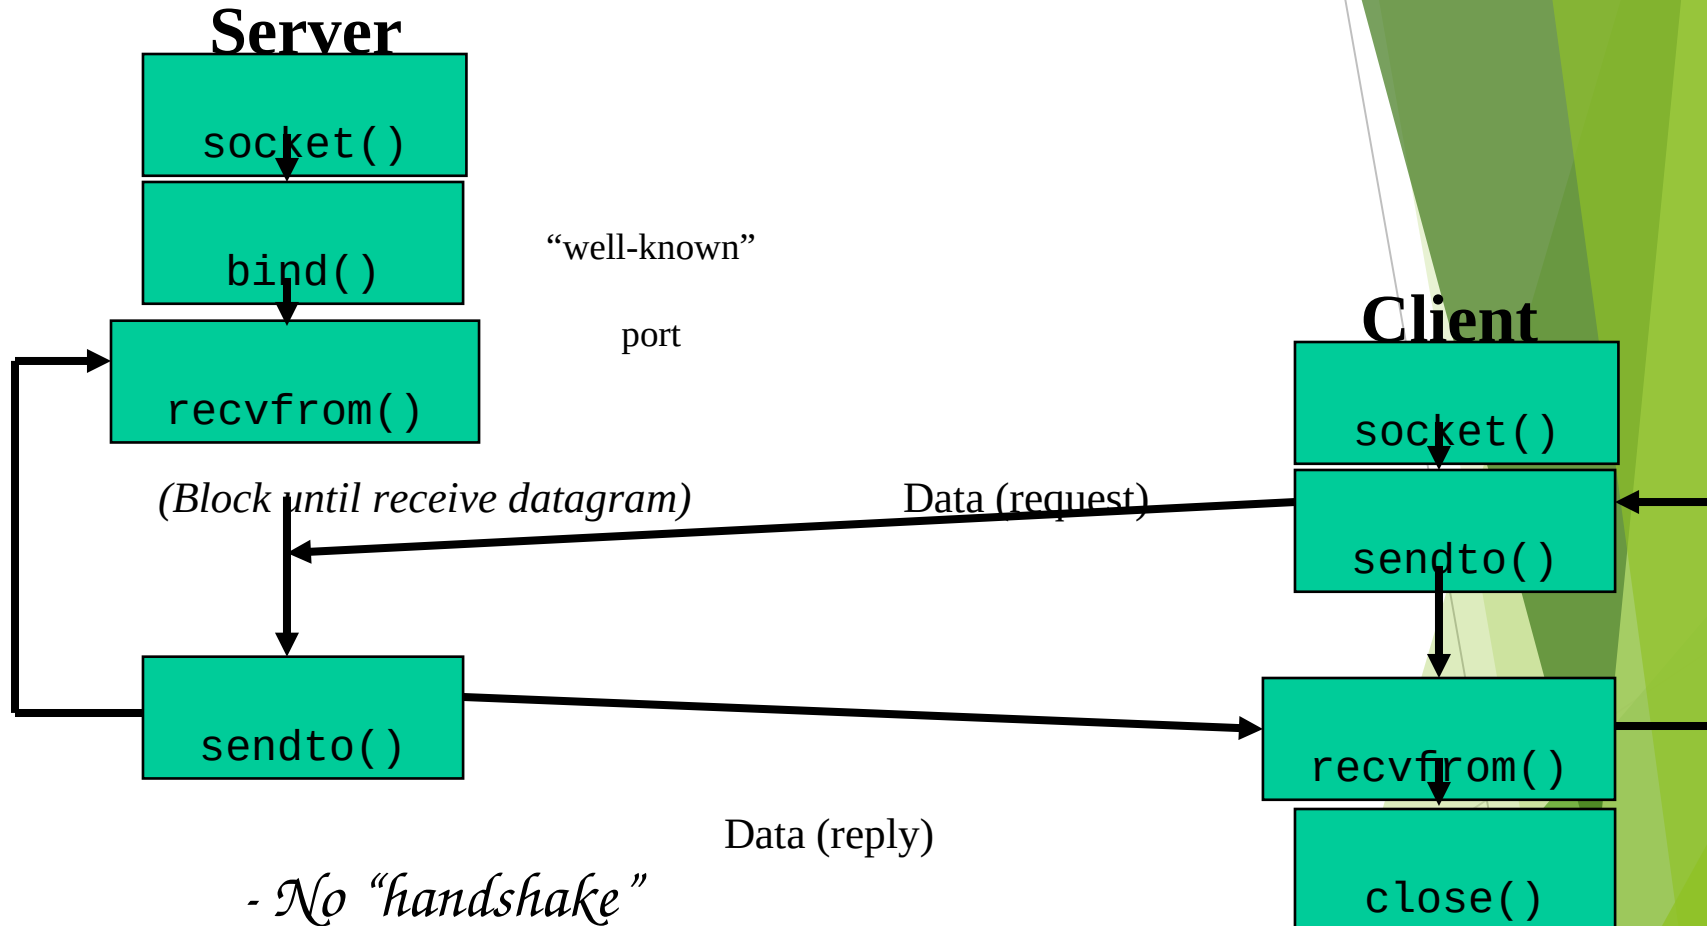 Server
socket()
bind()
“well-known”
port
recvfrom()
(Block until receive datagram)
Data (request)
sendto()
Client
socket()
sendto()
recvfrom()
close()
Data (reply)
- No “handshake”